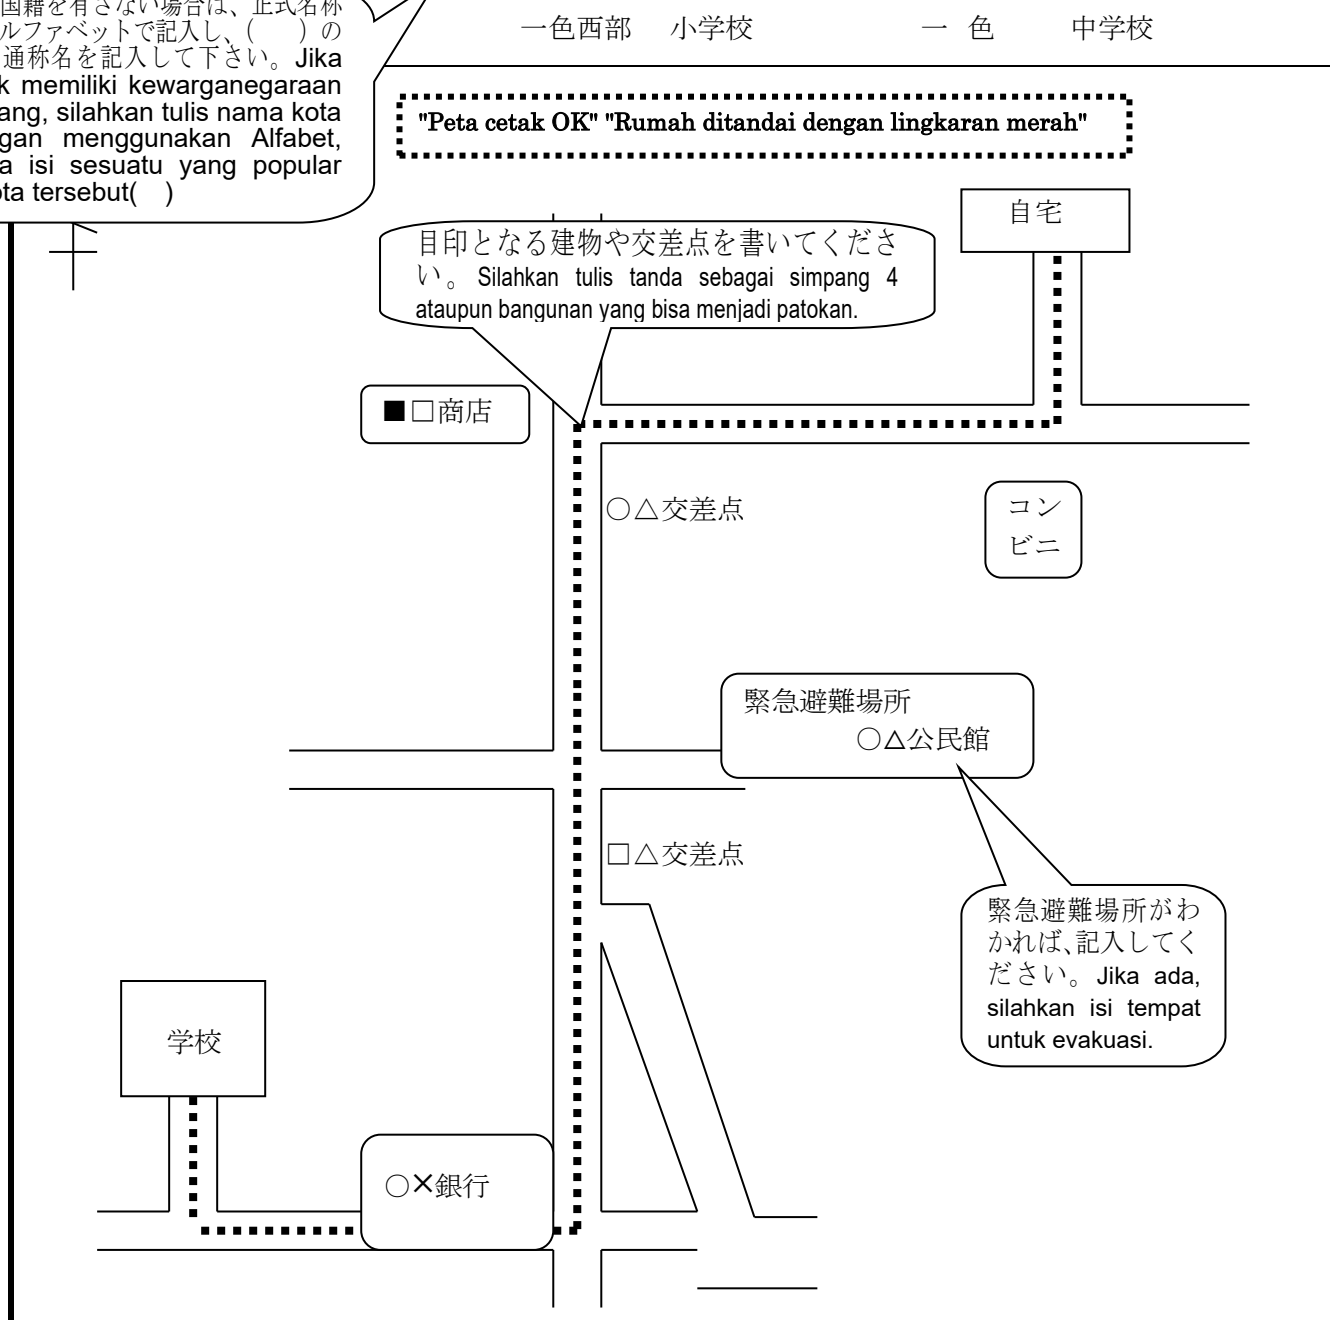 国籍を有さない場合は、正式名称
ルファベットで記入し、（　　）の
通称名を記入して下さい。Jika
k memiliki kewarganegaraan
ang, silahkan tulis nama kota
gan menggunakan Alfabet,
a isi sesuatu yang popular
ota tersebut(　)
一色西部　小学校　一　色　中学校
"Peta cetak OK" "Rumah ditandai dengan lingkaran merah"
自宅
目印となる建物や交差点を書いてくださ
い。Silahkan tulis tanda sebagai simpang 4
ataupun bangunan yang bisa menjadi patokan.
■□商店
○△交差点
コン
ビニ
緊急避難場所
○△公民館
□△交差点
緊急避難場所がわ
かれば、記入してく
ださい。Jika ada,
silahkan isi tempat
untuk evakuasi.
学校
○×銀行